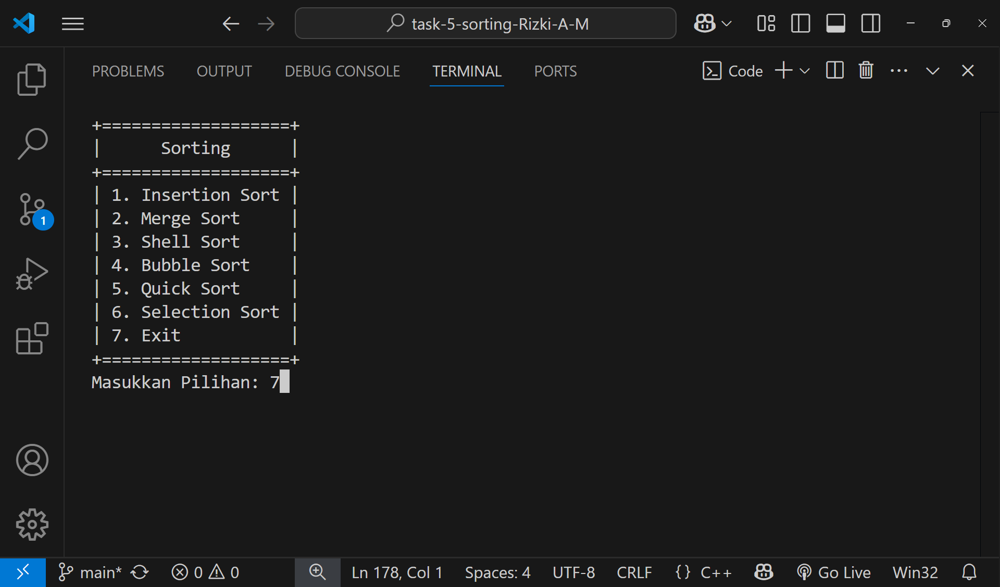 task-5-sorting-Rizki-A-M
PROBLEMS OUTPUT DEBUG CONSOLE TERMINAL PORTS Code
+===================+
|      Sorting      |
+===================+
| 1. Insertion Sort |
| 2. Merge Sort     |
| 3. Shell Sort     |
| 4. Bubble Sort    |
| 5. Quick Sort     |
| 6. Selection Sort |
| 7. Exit           |
+===================+
Masukkan Pilihan: 7
1
main* 0 0 Ln 178, Col 1 Spaces: 4 UTF-8 CRLF {} C++ Go Live Win32